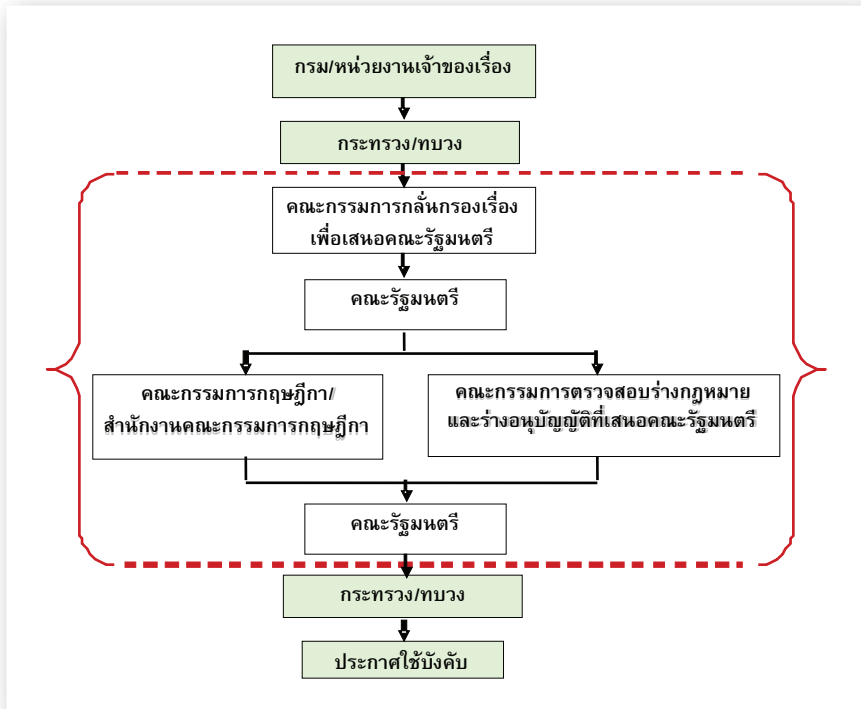 กรม/หน่วยงานเจ้าของเรื่อง
กระทรวง/ทบวง
คณะกรรมการกลั่นกรองเรื่อง
เพื่อเสนอคณะรัฐมนตรี
คณะรัฐมนตรี
คณะกรรมการกฤษฎีกา/
สำนักงานคณะกรรมการกฤษฎีกา
คณะกรรมการตรวจสอบร่างกฎหมาย
และร่างอนุบัญญัติที่เสนอคณะรัฐมนตรี
คณะรัฐมนตรี
กระทรวง/ทบวง
ประกาศใช้บังคับ